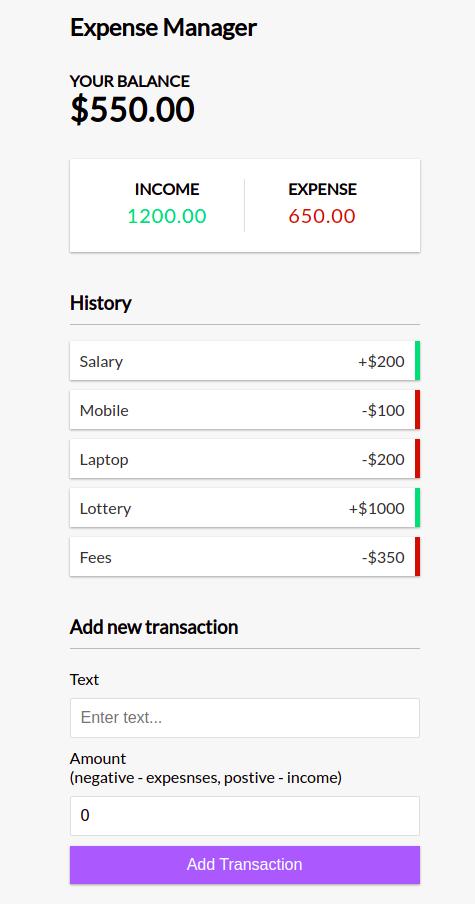 Expense Manager
YOUR BALANCE
$550.00
INCOME EXPENSE
1200.00 650.00
History
Salary +$200
Mobile -$100
Laptop -$200
Lottery +$1000
Fees -$350
Add new transaction
Text
Enter text...
Amount
(negative - expesnses, postive - income)
0
Add Transaction